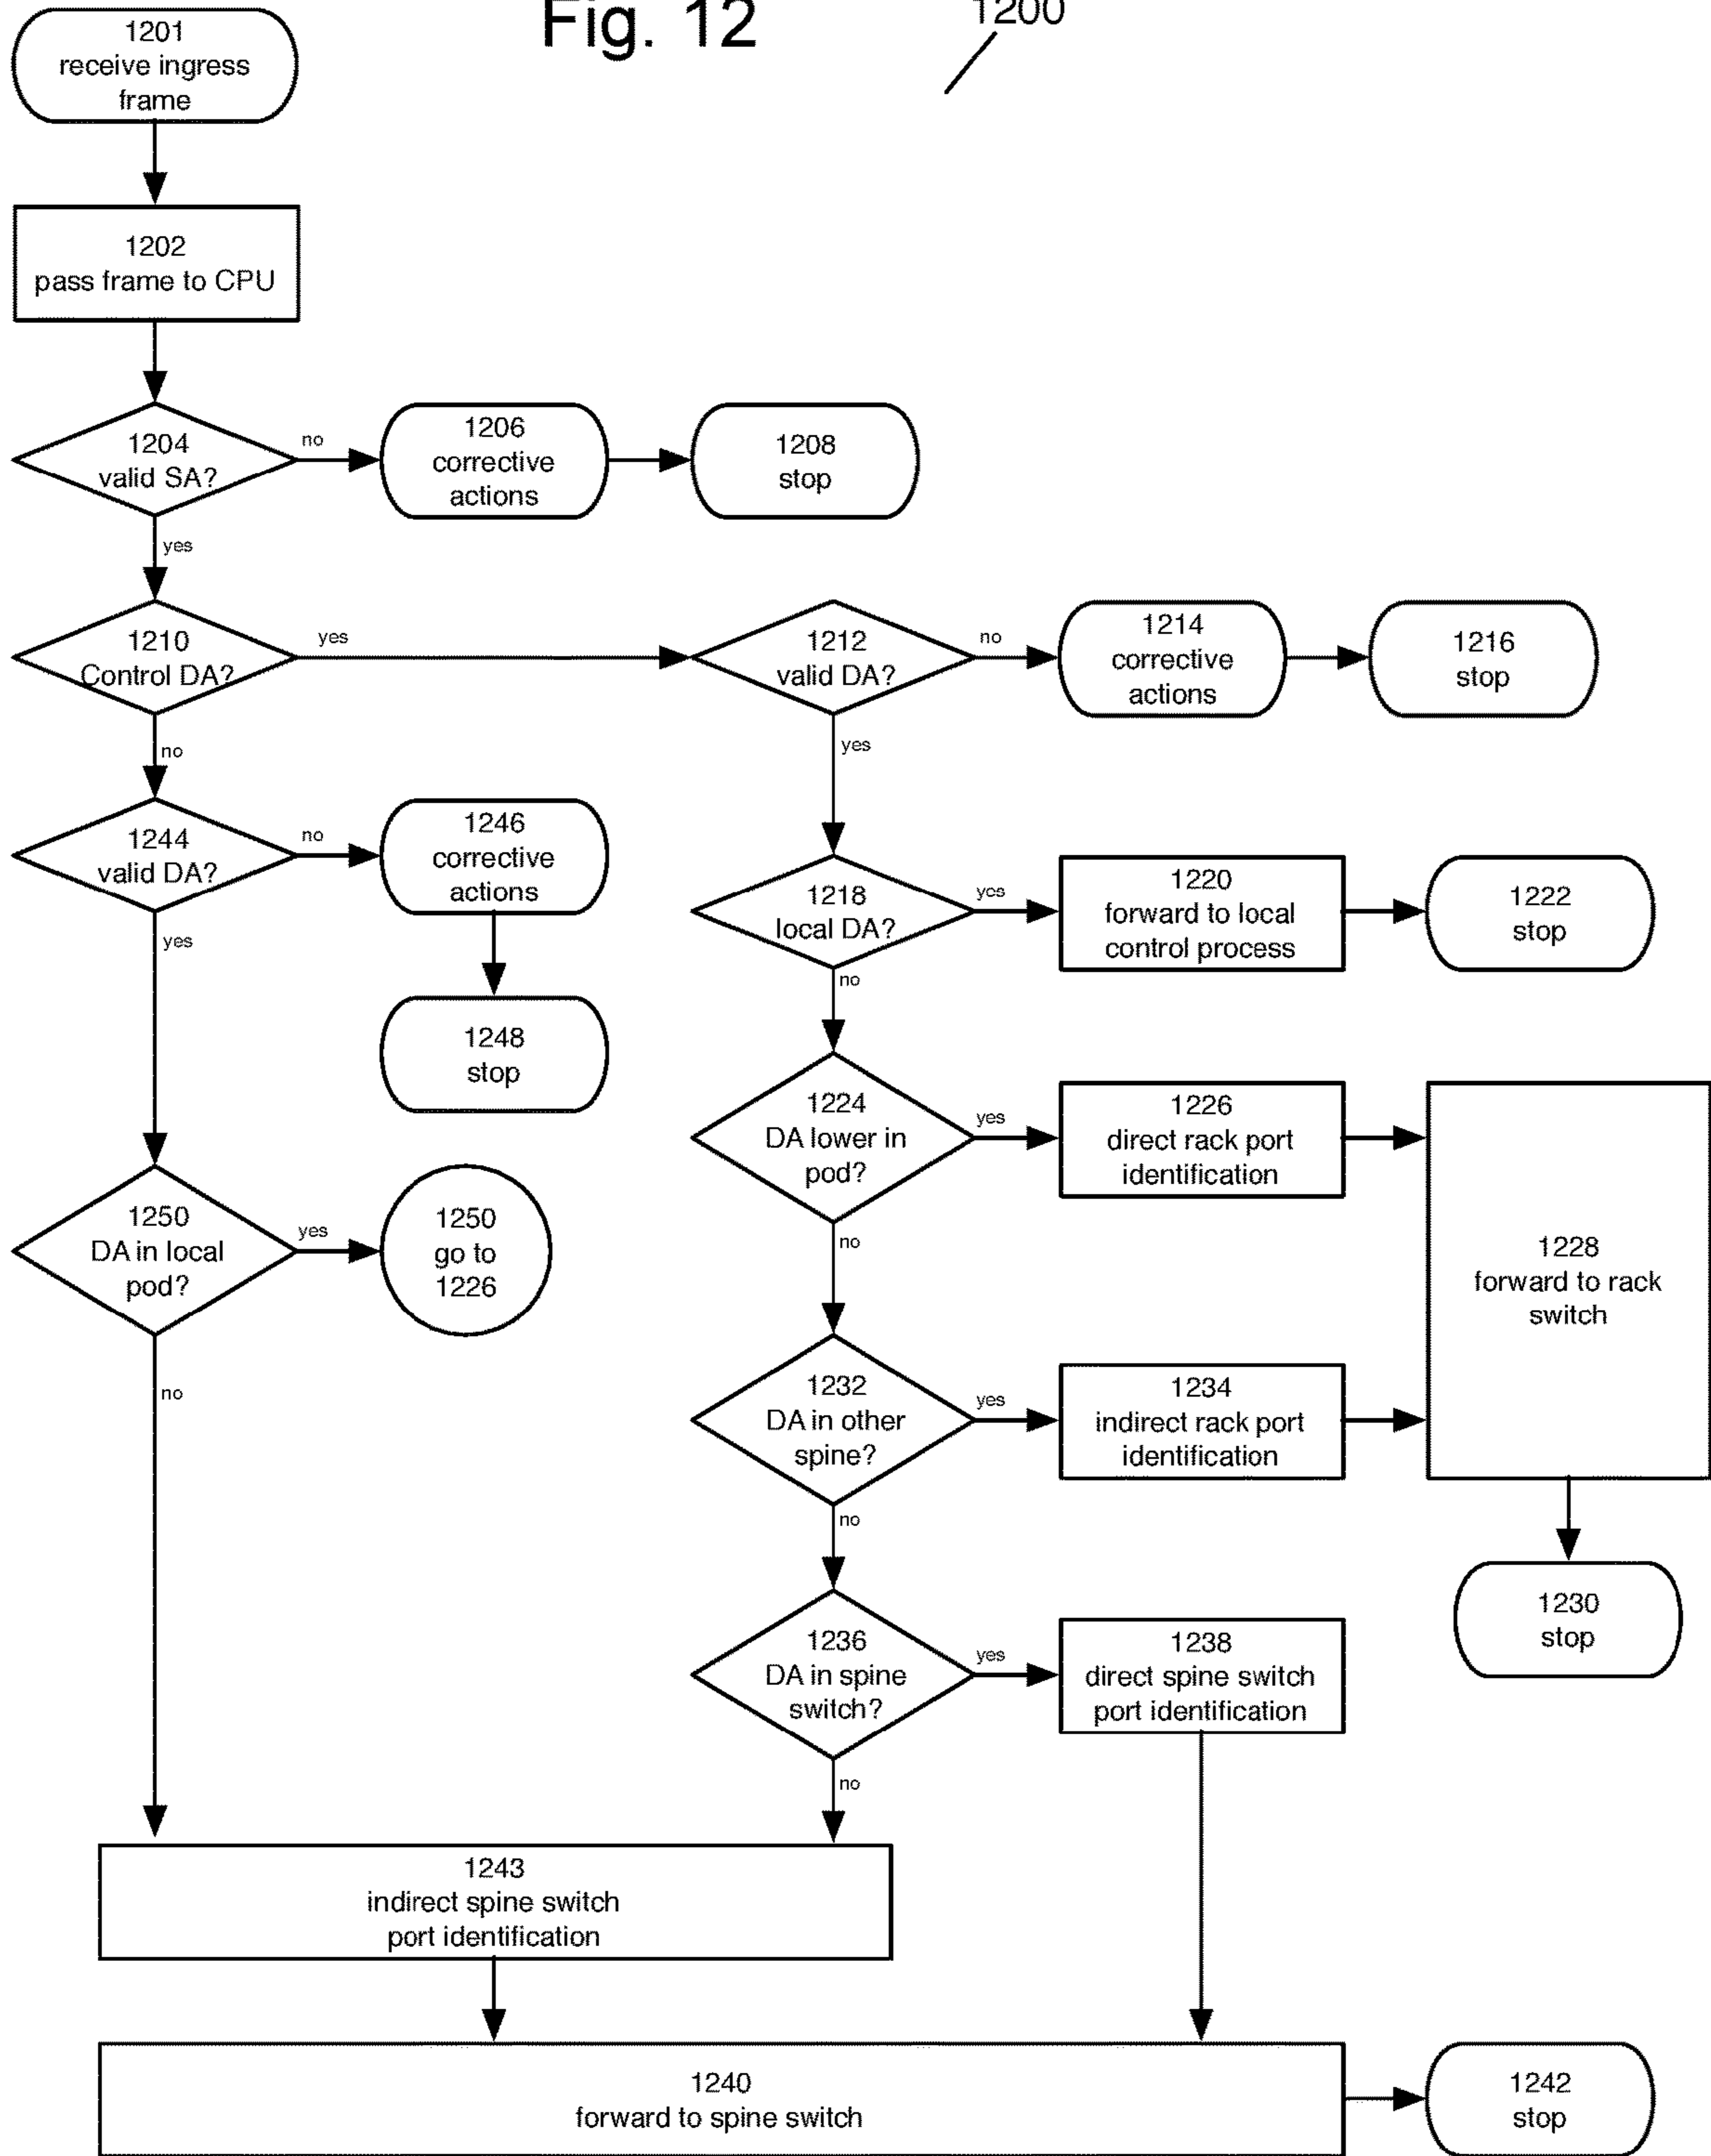 Fig. 12
1200
1201
receive ingress
frame
1202
pass frame to CPU
1204
valid SA?
no
1206
corrective
actions
1208
stop
yes
1210
Control DA?
yes
1212
valid DA?
no
1214
corrective
actions
1216
stop
no
yes
1244
valid DA?
no
1246
corrective
actions
1218
local DA?
yes
1220
forward to local
control process
1222
stop
yes
no
1248
stop
1224
DA lower in
pod?
yes
1226
direct rack port
identification
1228
forward to rack
switch
1250
DA in local
pod?
yes
1250
go to
1226
no
no
1232
DA in other
spine?
yes
1234
indirect rack port
identification
no
1230
stop
1236
DA in spine
switch?
yes
1238
direct spine switch
port identification
no
1243
indirect spine switch
port identification
1240
forward to spine switch
1242
stop